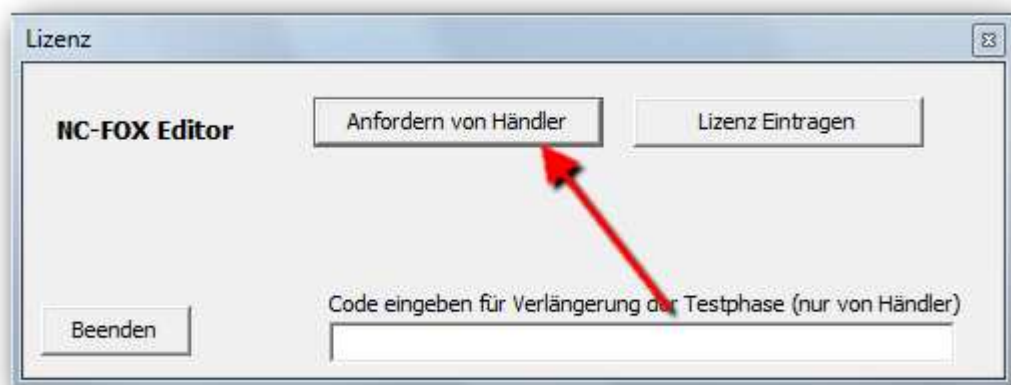 Lizenz
NC-FOX Editor
Anfordern von Händler
Lizenz Eintragen
Code eingeben für Verlängerung der Testphase (nur von Händler)
Beenden